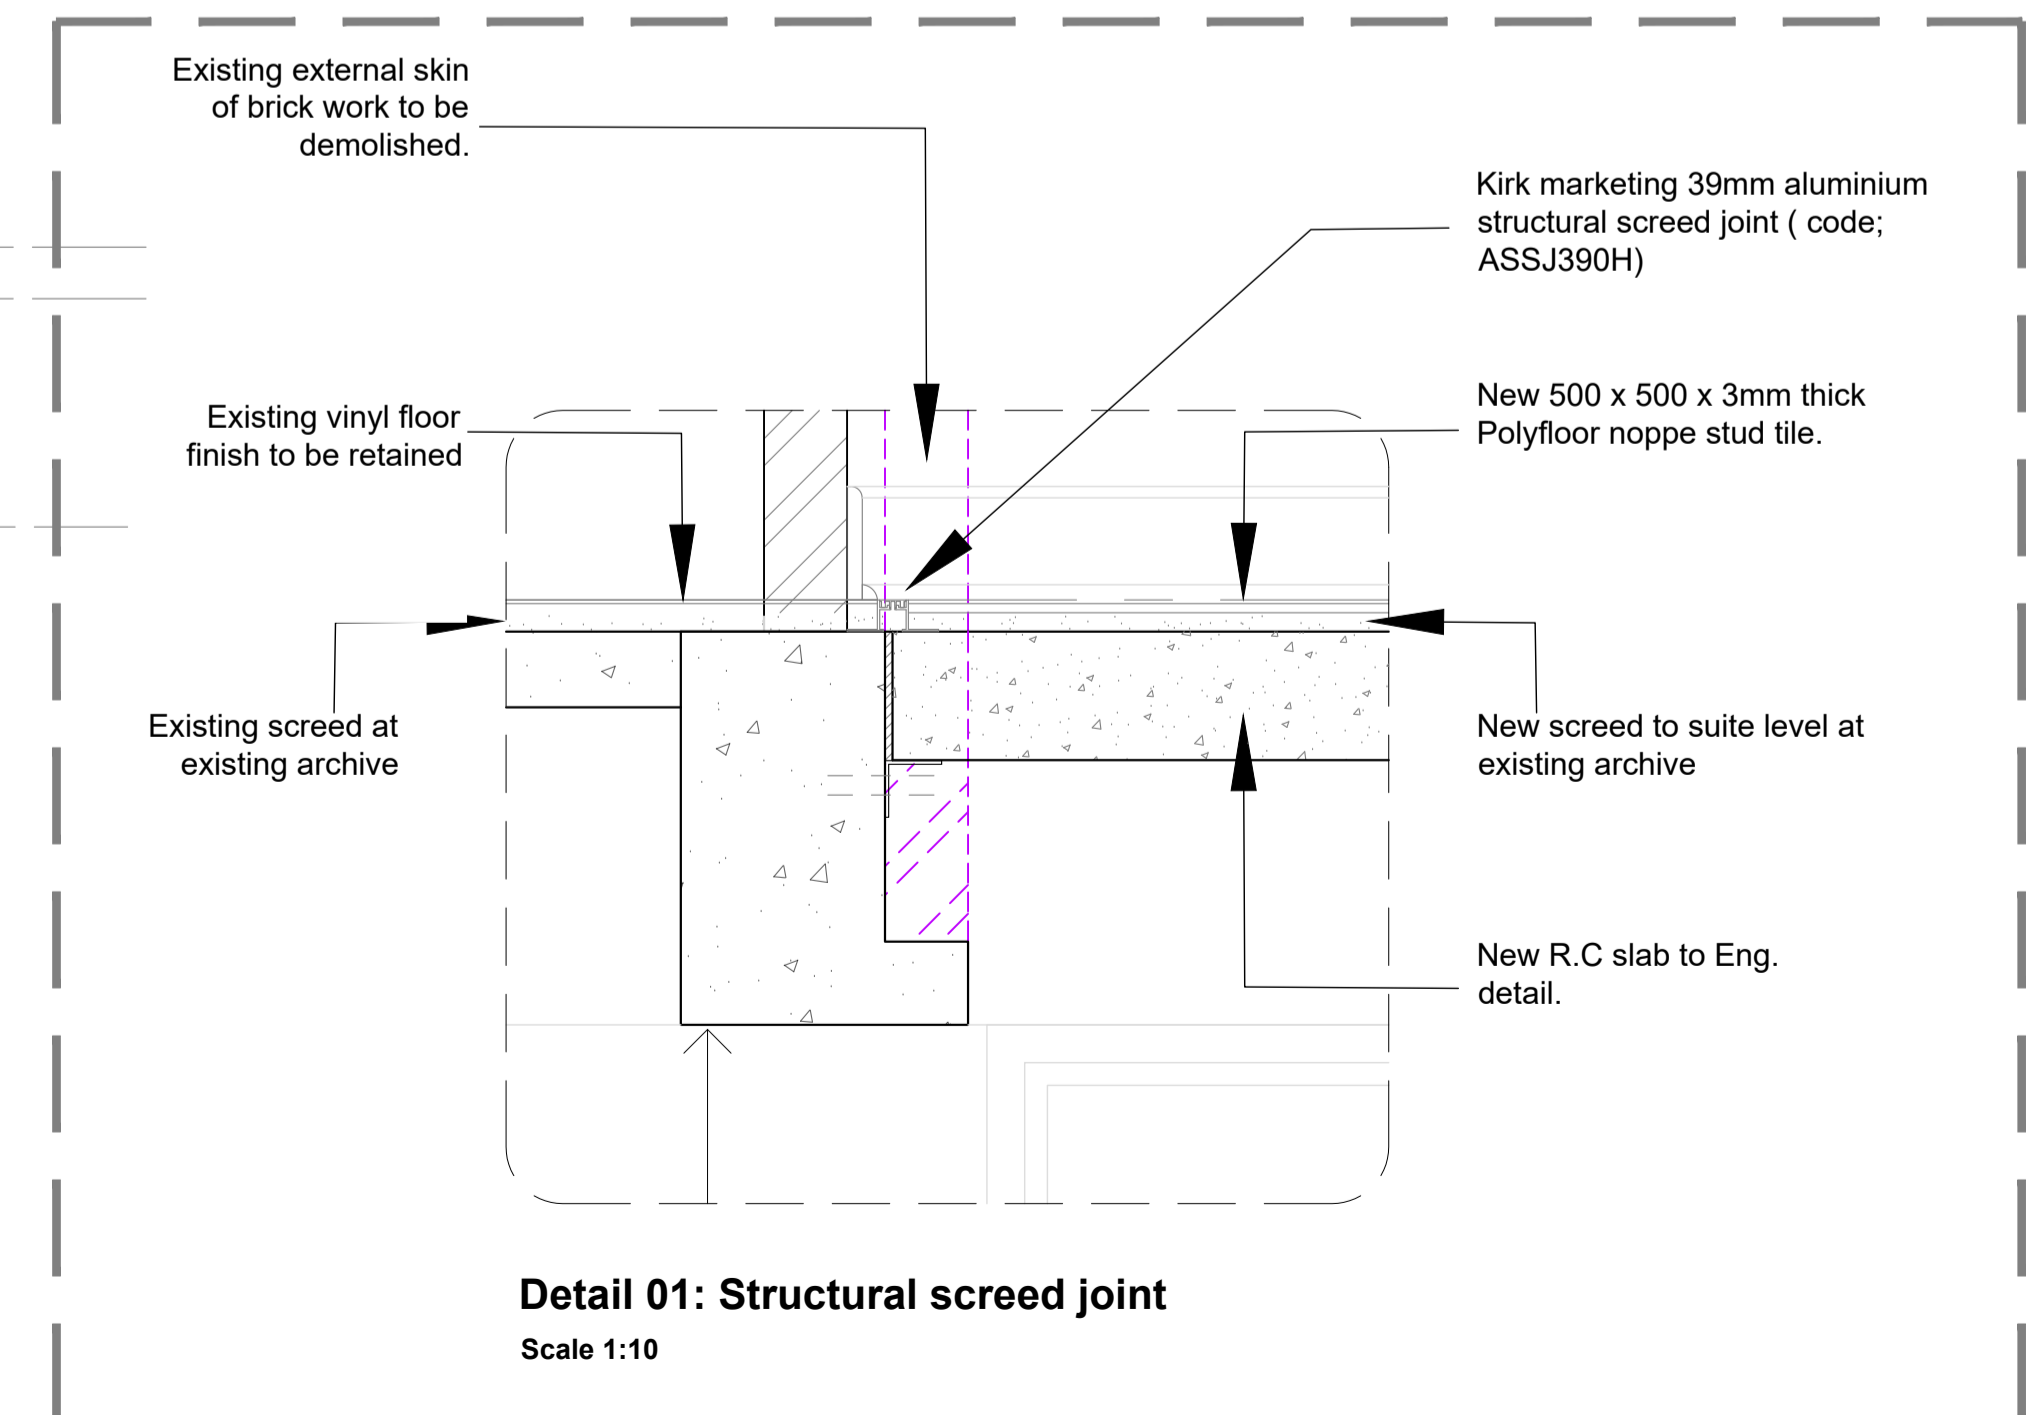 Existing external skin
of brick work to be
demolished.
Kirk marketing 39mm aluminium
structural screed joint ( code;
ASSJ390H)
Existing vinyl floor
finish to be retained
New 500 x 500 x 3mm thick
Polyfloor noppe stud tile.
Existing screed at
existing archive
New screed to suite level at
existing archive
New R.C slab to Eng.
detail.
Detail 01: Structural screed joint
Scale 1:10